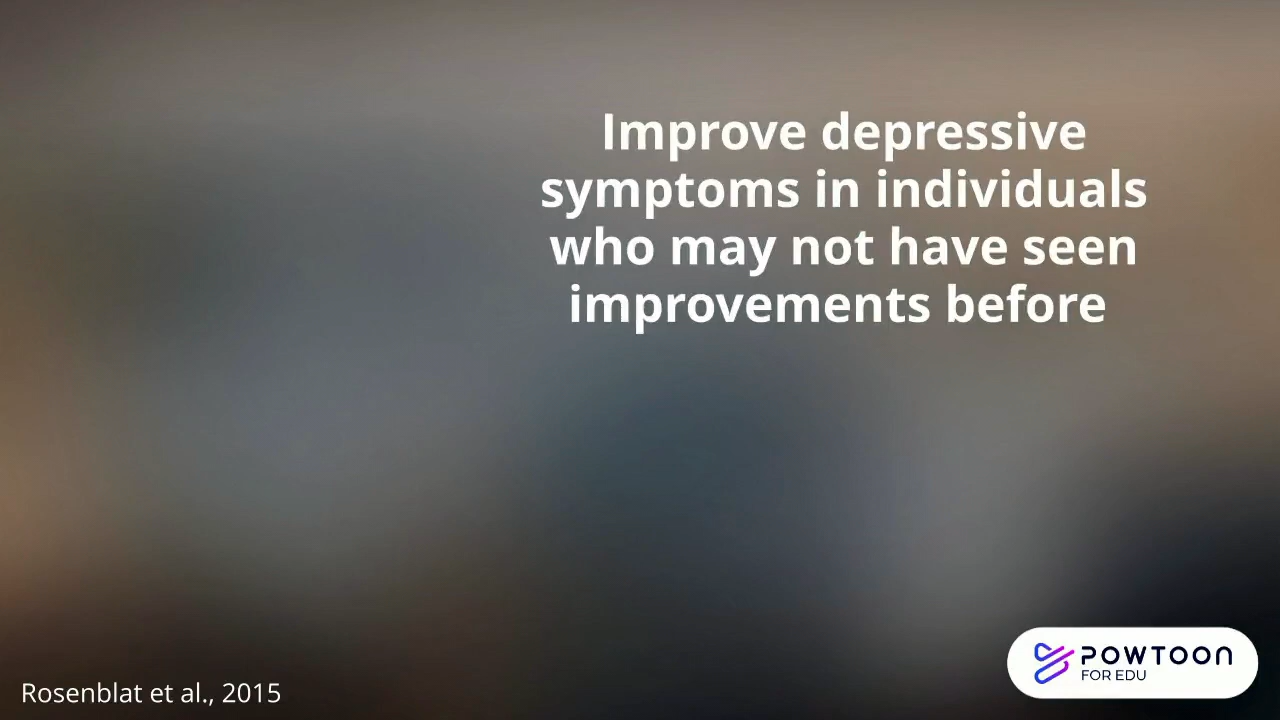 Improve depressive
symptoms in individuals
who may not have seen
improvements before
POWTOON
FOR EDU
Rosenblat et al., 2015